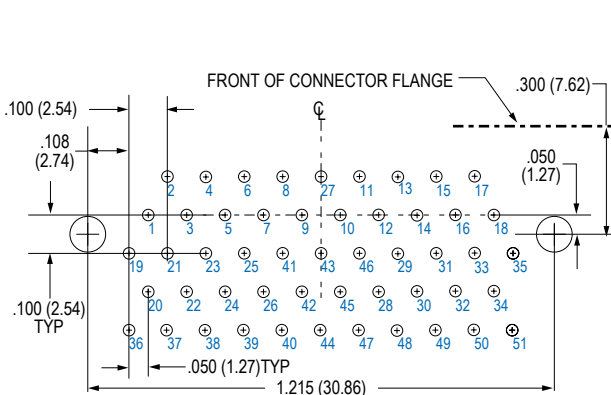 FRONT OF CONNECTOR FLANGE
.300 (7.62)
.100 (2.54)
℄
.108
(2.74)
.050
(1.27)
2 4 6 8 27 11 13 15 17
1 3 5 7 9 10 12 14 16 18
19 21 23 25 41 43 46 29 31 33 35
.100 (2.54)
TYP
20 22 24 26 42 45 28 30 32 34
36 37 38 39 40 44 47 48 49 50 51
.050 (1.27)TYP
1.215 (30.86)